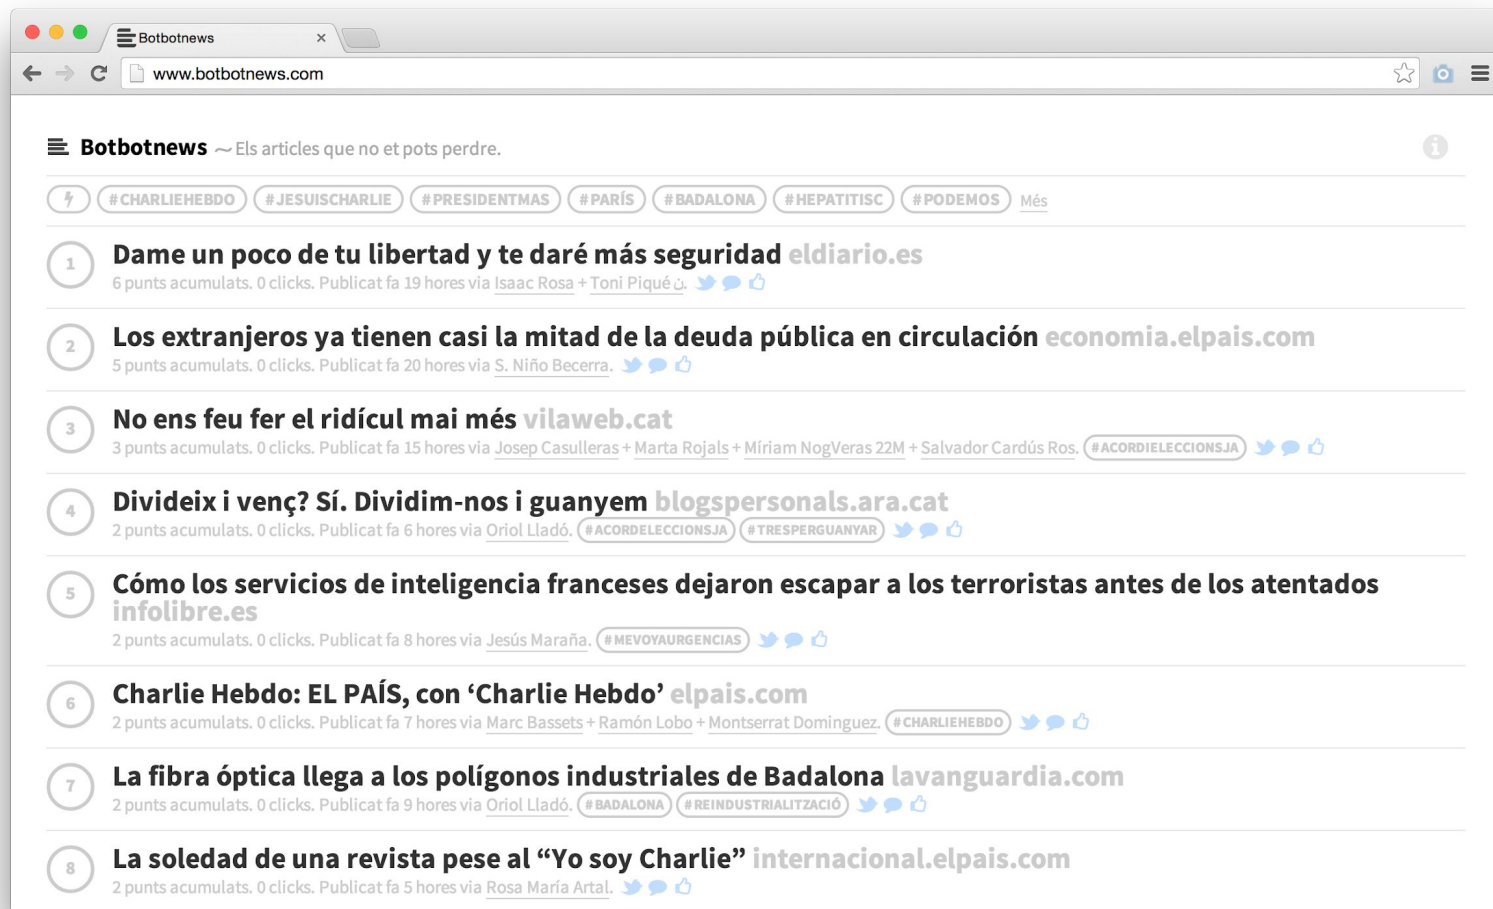 Botbotnews
www.botbotnews.com
Botbotnews ~ Els articles que no et pots perdre.
#CHARLIEHEBDO #JESUISCHARLIE #PRESIDENTMAS #PARÍS #BADALONA #HEPATITISC #PODEMOS Més
1 Dame un poco de tu libertad y te daré más seguridad eldiario.es
6 punts acumulats. 0 clicks. Publicat fa 19 hores via Isaac Rosa + Toni Piqué ن.
2 Los extranjeros ya tienen casi la mitad de la deuda pública en circulación economia.elpais.com
5 punts acumulats. 0 clicks. Publicat fa 20 hores via S. Niño Becerra.
3 No ens feu fer el ridícul mai més vilaweb.cat
3 punts acumulats. 0 clicks. Publicat fa 15 hores via Josep Casulleras + Marta Rojals + Míriam NogVeras 22M + Salvador Cardús Ros. #ACORDIELECCIONSJA
4 Divideix i venç? Sí. Dividim-nos i guanyem blogspersonals.ara.cat
2 punts acumulats. 0 clicks. Publicat fa 6 hores via Oriol Lladó. #ACORDELECCIONSJA #TRESPERGUANYAR
5 Cómo los servicios de inteligencia franceses dejaron escapar a los terroristas antes de los atentados
infolibre.es
2 punts acumulats. 0 clicks. Publicat fa 8 hores via Jesús Maraña. #MEVOYAURGENCIAS
6 Charlie Hebdo: EL PAÍS, con ‘Charlie Hebdo’ elpais.com
2 punts acumulats. 0 clicks. Publicat fa 7 hores via Marc Bassets + Ramón Lobo + Montserrat Dominguez. #CHARLIEHEBDO
7 La fibra óptica llega a los polígonos industriales de Badalona lavanguardia.com
2 punts acumulats. 0 clicks. Publicat fa 9 hores via Oriol Lladó. #BADALONA #REINDUSTRIALITZACIÓ
8 La soledad de una revista pese al “Yo soy Charlie” internacional.elpais.com
2 punts acumulats. 0 clicks. Publicat fa 5 hores via Rosa María Artal.